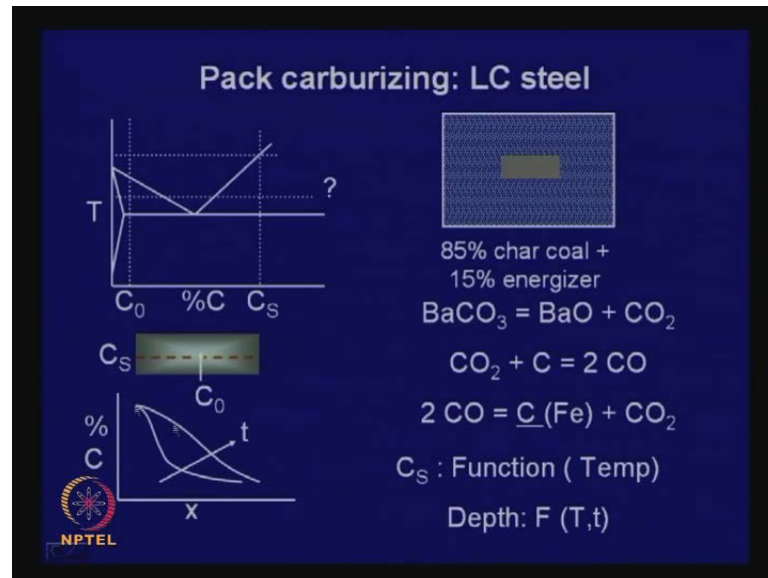 Pack carburizing: LC steel
?
T
C₀ %C Cₛ
Cₛ
C₀
%
C
t
x
85% char coal +
15% energizer
BaCO₃ = BaO + CO₂
CO₂ + C = 2 CO
2 CO = C (Fe) + CO₂
Cₛ : Function ( Temp)
Depth: F (T,t)
NPTEL